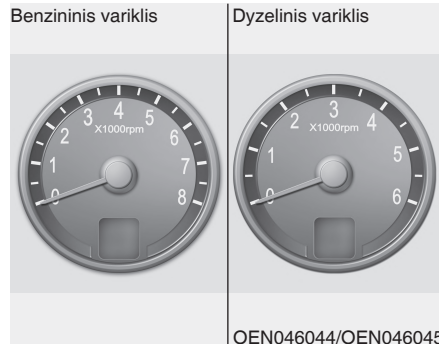 Benzininis variklis
Dyzelinis variklis
0 1 2 3 4 5 6 7 8
X1000rpm
0 1 2 3 4 5 6
X1000rpm
OEN046044/OEN046045